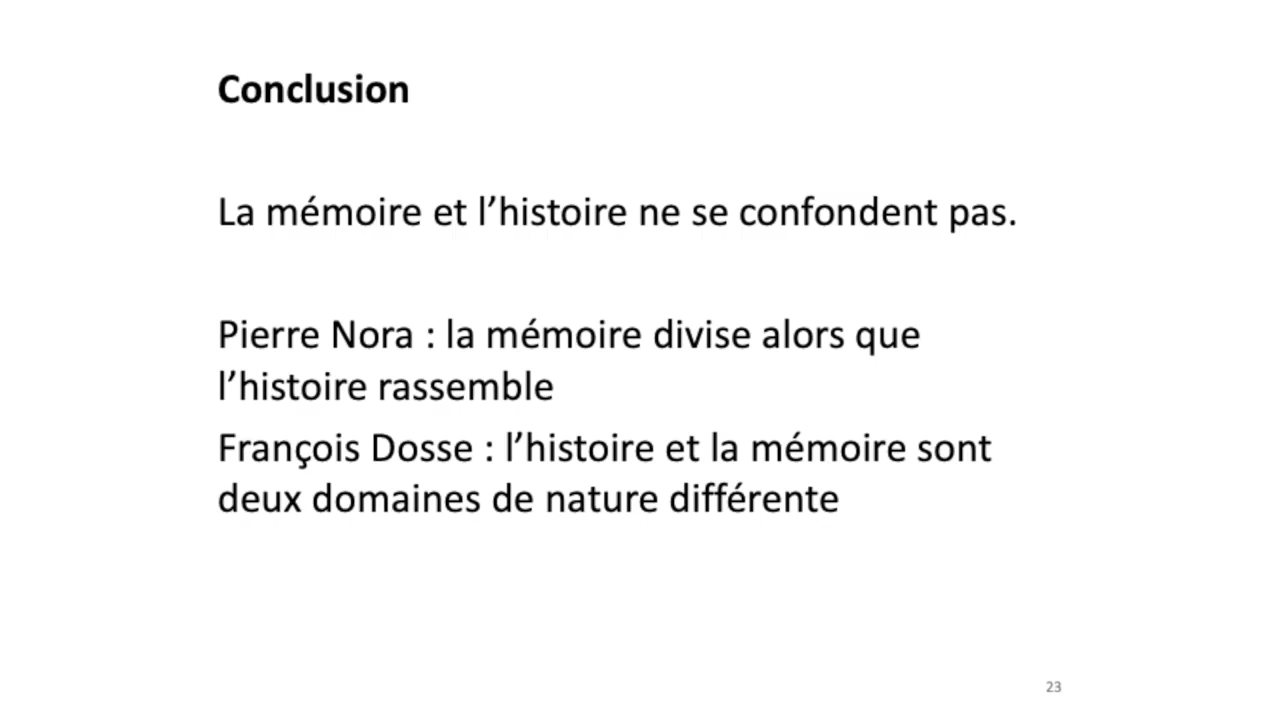 Conclusion
La mémoire et l’histoire ne se confondent pas.
Pierre Nora : la mémoire divise alors que
l’histoire rassemble
François Dosse : l’histoire et la mémoire sont
deux domaines de nature différente
23